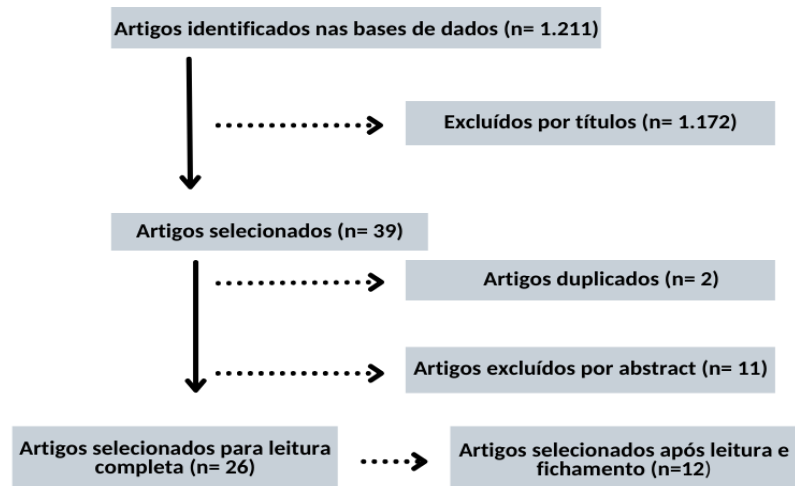 Artigos identificados nas bases de dados (n= 1.211)
Excluídos por títulos (n= 1.172)
Artigos selecionados (n= 39)
Artigos duplicados (n= 2)
Artigos excluídos por abstract (n= 11)
Artigos selecionados para leitura
completa (n= 26)
Artigos selecionados após leitura e
fichamento (n=12)